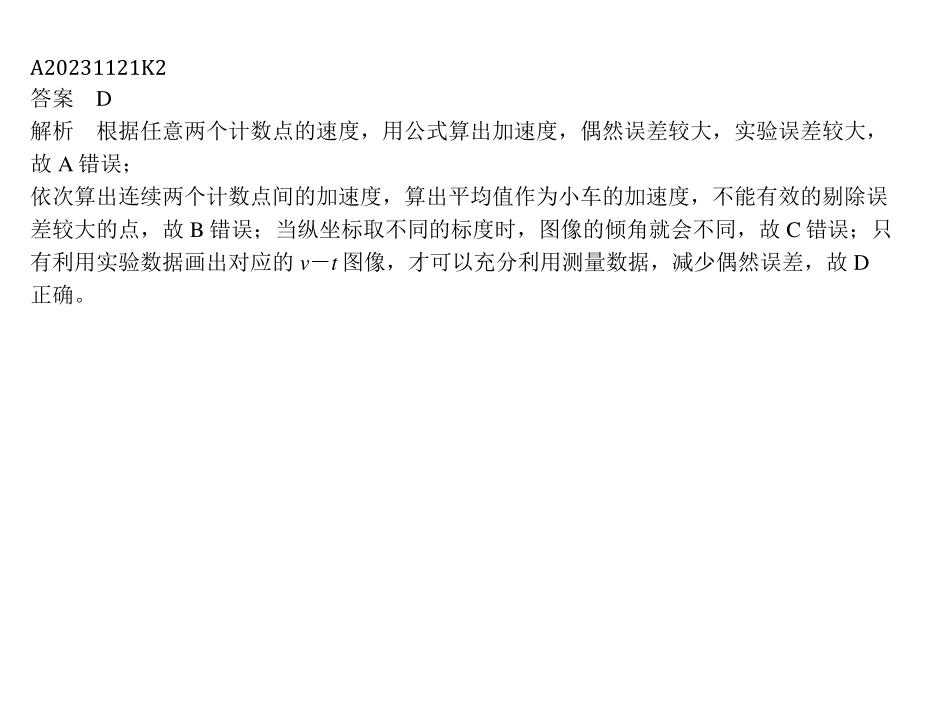 A20231121K2
答案　D
解析　根据任意两个计数点的速度，用公式算出加速度，偶然误差较大，实验误差较大，
故 A 错误；
依次算出连续两个计数点间的加速度，算出平均值作为小车的加速度，不能有效的剔除误
差较大的点，故 B 错误；当纵坐标取不同的标度时，图像的倾角就会不同，故 C 错误；只
有利用实验数据画出对应的 v－t 图像，才可以充分利用测量数据，减少偶然误差，故 D
正确。